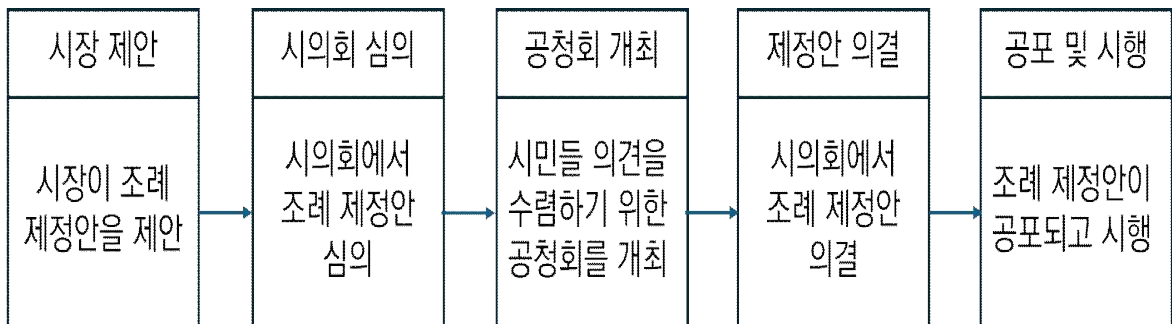 시장 제안
시장이 조례
제정안을 제안
시의회 심의
시의회에서
조례 제정안
심의
공청회 개최
시민들 의견을
수렴하기 위한
공청회를 개최
제정안 의결
시의회에서
조례 제정안
의결
공포 및 시행
조례 제정안이
공포되고 시행